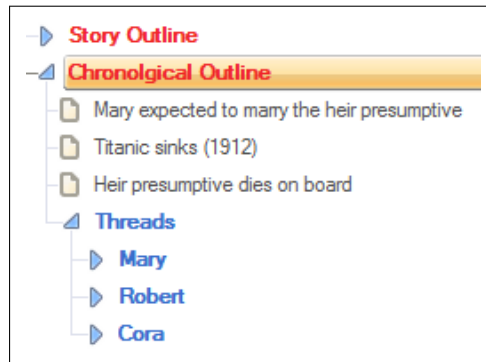 Story Outline
Chronolgical Outline
Mary expected to marry the heir presumptive
Titanic sinks (1912)
Heir presumptive dies on board
Threads
Mary
Robert
Cora